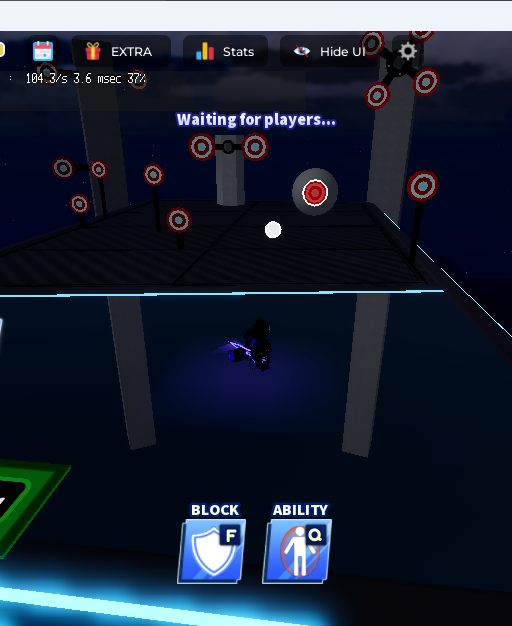 EXTRA Stats Hide UI
: 104.3/s 3.6 msec 37%
Waiting for players...
BLOCK ABILITY
F Q